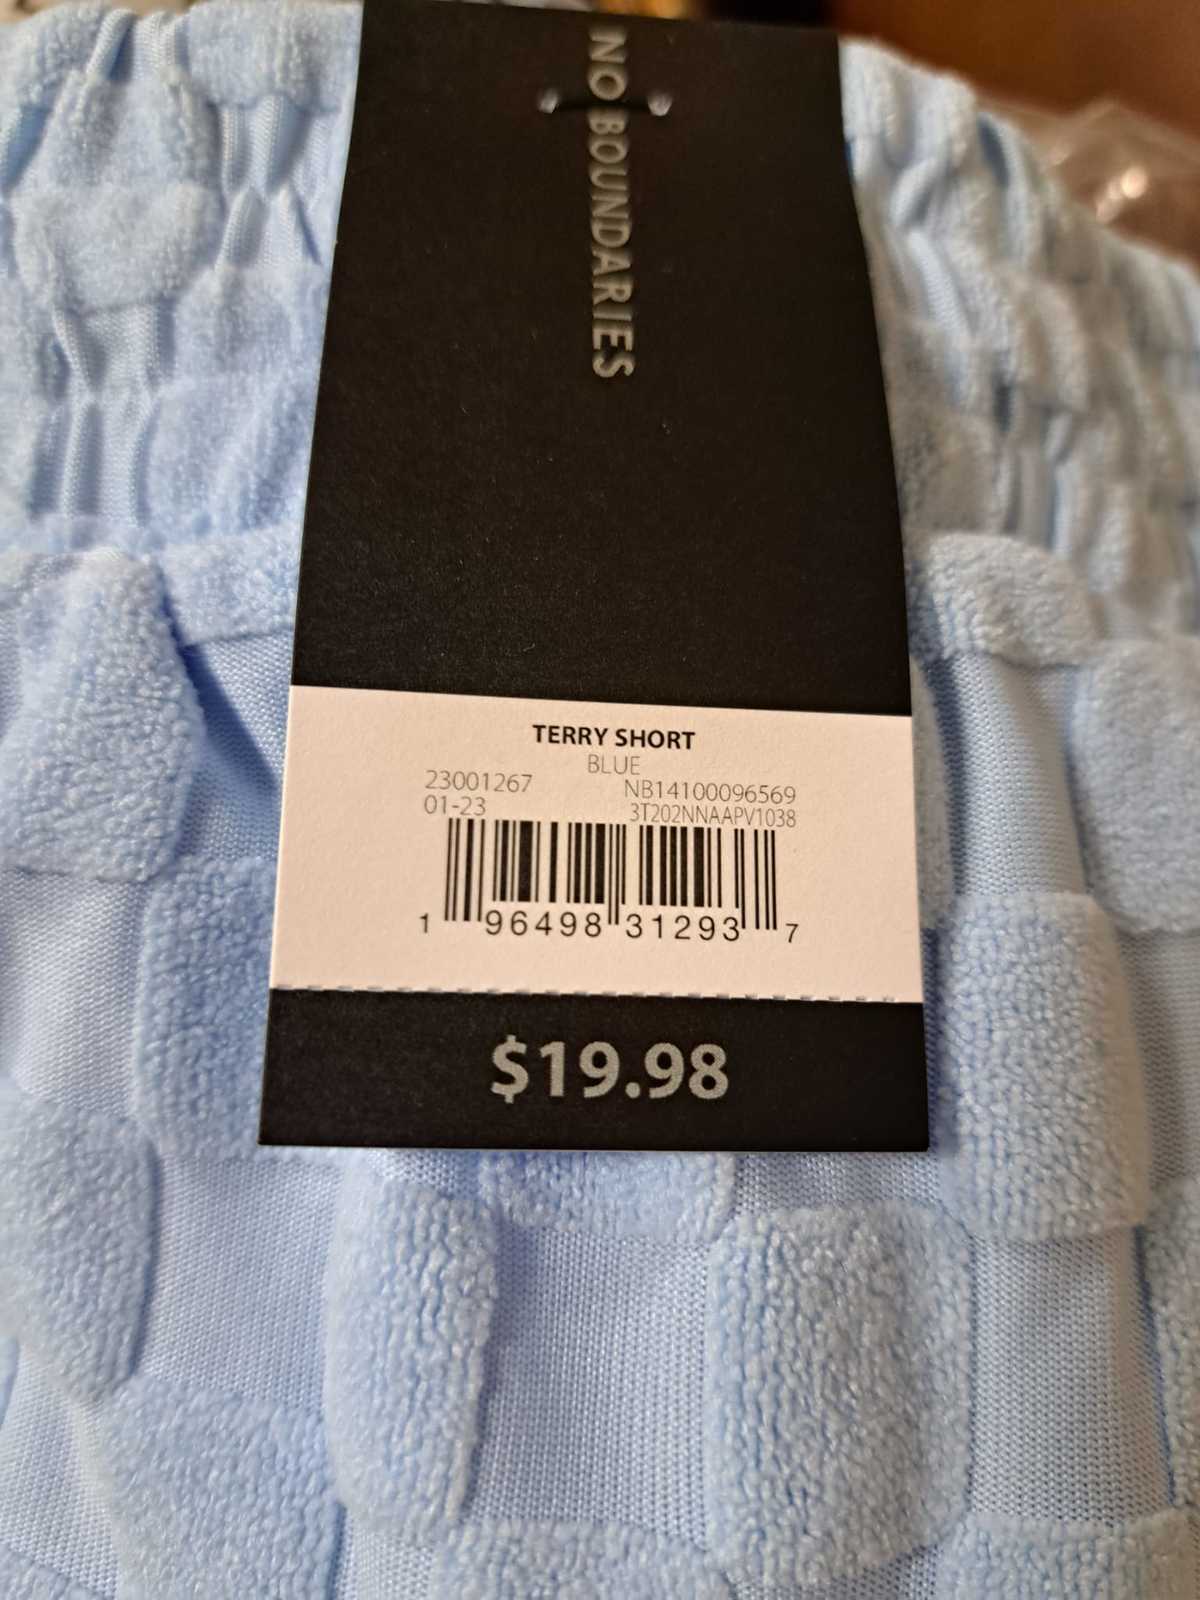 NO BOUNDARIES
TERRY SHORT
BLUE
23001267 NB14100096569
01-23 3T202NNAAPV1038
1 96498 31293 7
$19.98